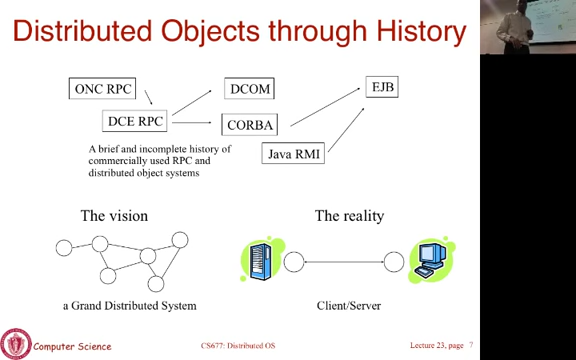 Distributed Objects through History
ONC RPC
DCOM
EJB
DCE RPC
CORBA
Java RMI
A brief and incomplete history of
commercially used RPC and
distributed object systems
The vision
The reality
a Grand Distributed System
Client/Server
Computer Science
CS677: Distributed OS
Lecture 23, page 7